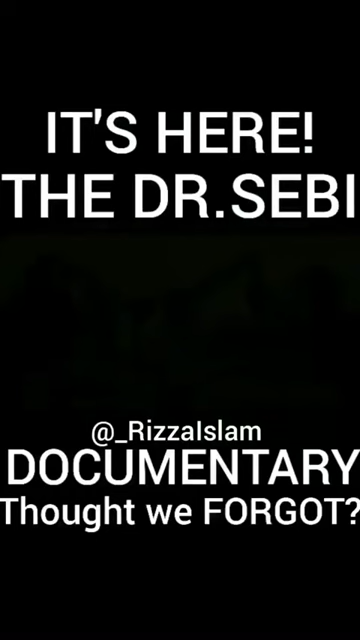 IT'S HERE!
THE DR.SEBI
@_RizzaIslam
DOCUMENTARY
Thought we FORGOT?